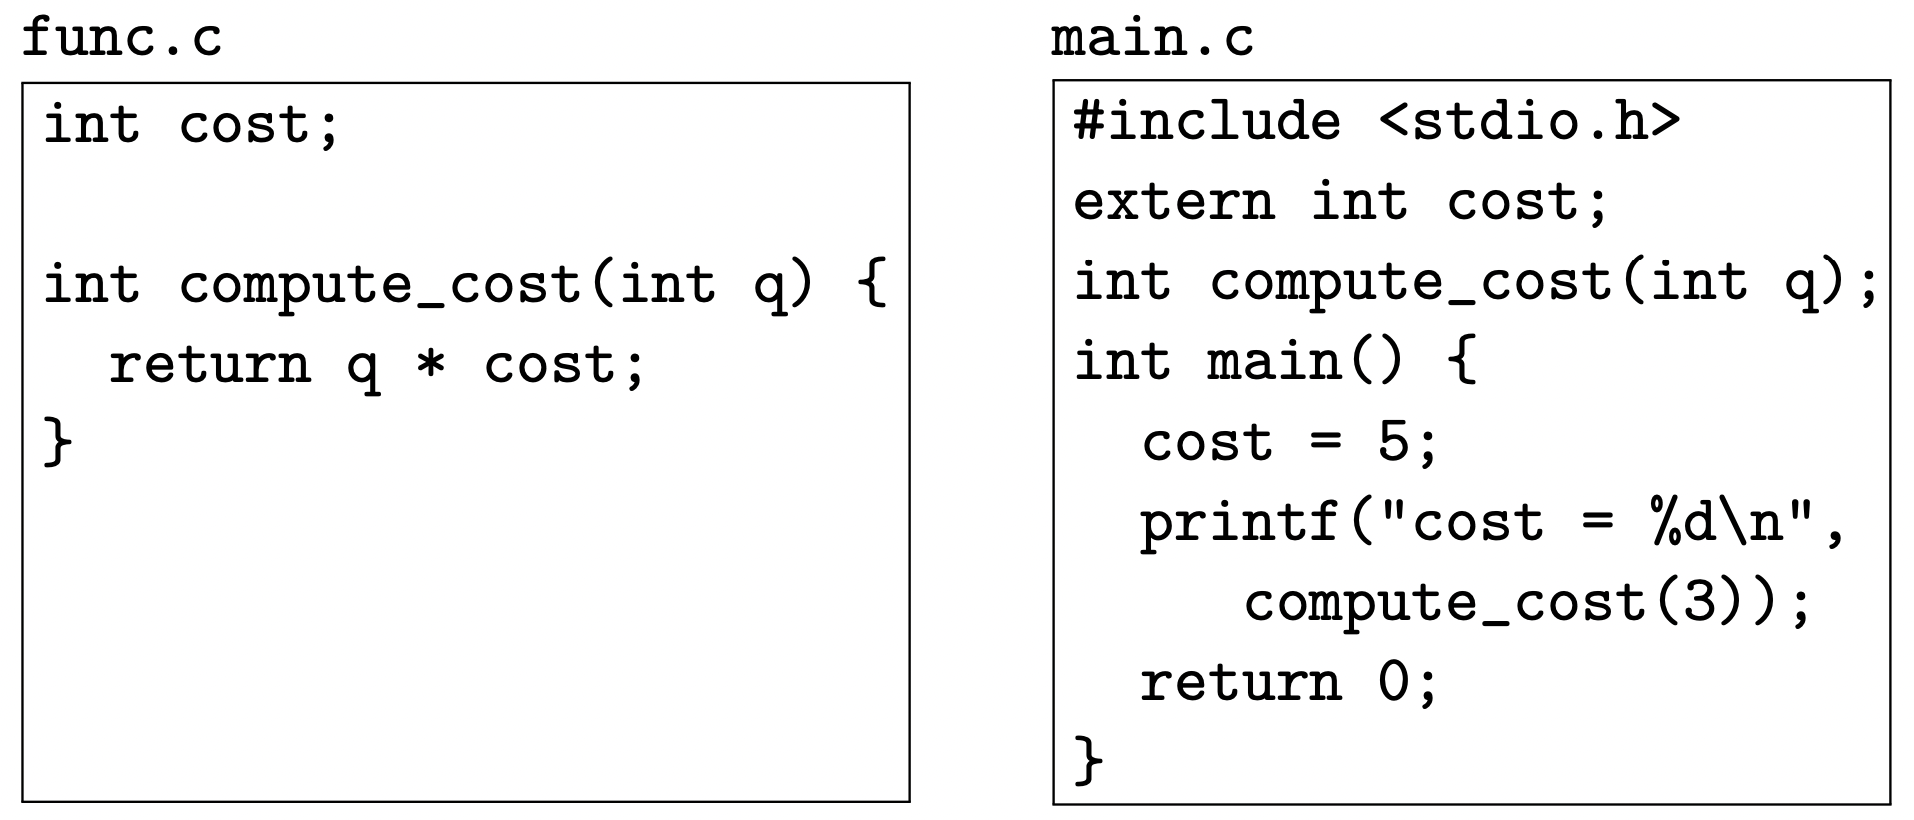 func.c
int cost;
int compute_cost(int q) {
  return q * cost;
}
main.c
#include <stdio.h>
extern int cost;
int compute_cost(int q);
int main() {
  cost = 5;
  printf("cost = %d\n",
     compute_cost(3));
  return 0;
}